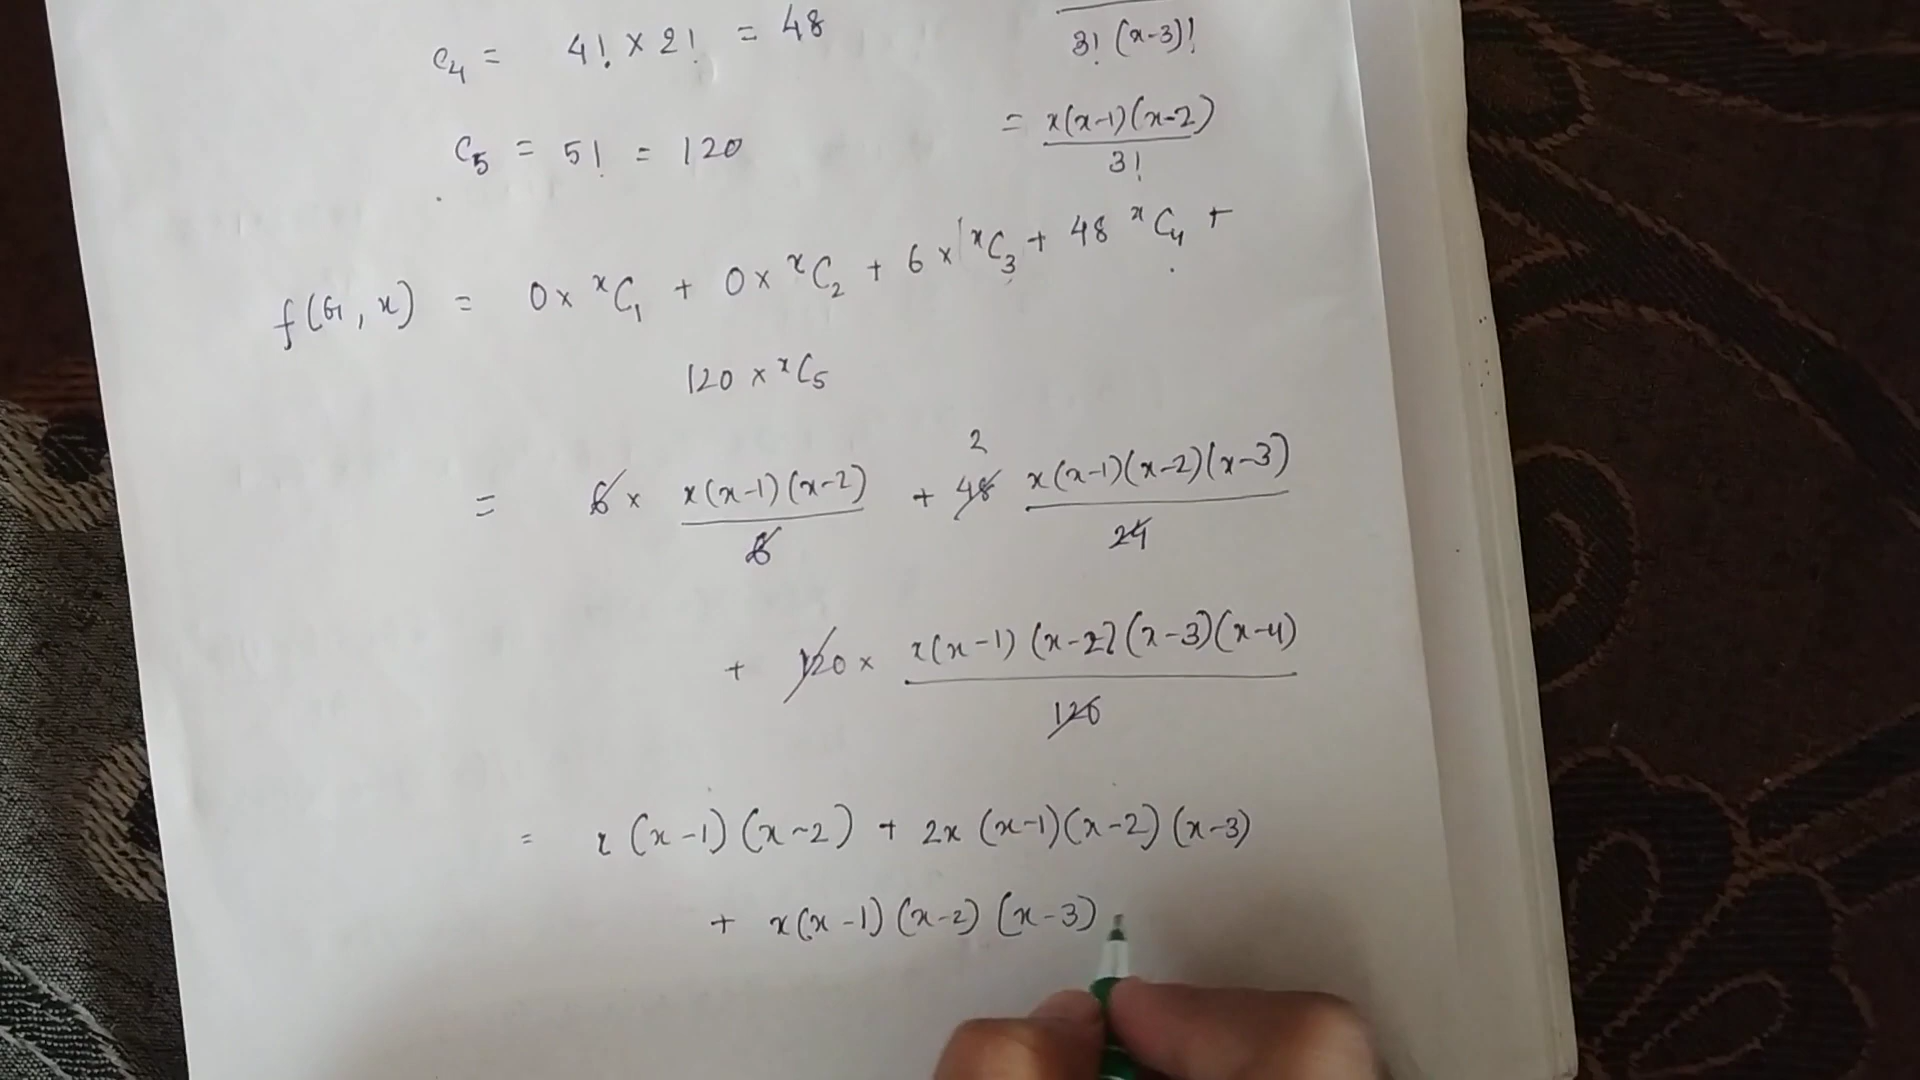 c₄ = 4! × 2! = 48
3! (x-3)!
= x(x-1)(x-2)
3!
C₅ = 5! = 120
f(G, x) = 0 × ˣC₁ + 0 × ˣC₂ + 6 × ˣC₃ + 48 ˣC₄ +
120 × ˣC₅
2
= 6 × x(x-1)(x-2) + 48 x(x-1)(x-2)(x-3)
6 24
+ 120 × x(x-1)(x-2)(x-3)(x-4)
120
= x(x-1)(x-2) + 2x(x-1)(x-2)(x-3)
+ x(x-1)(x-2)(x-3)